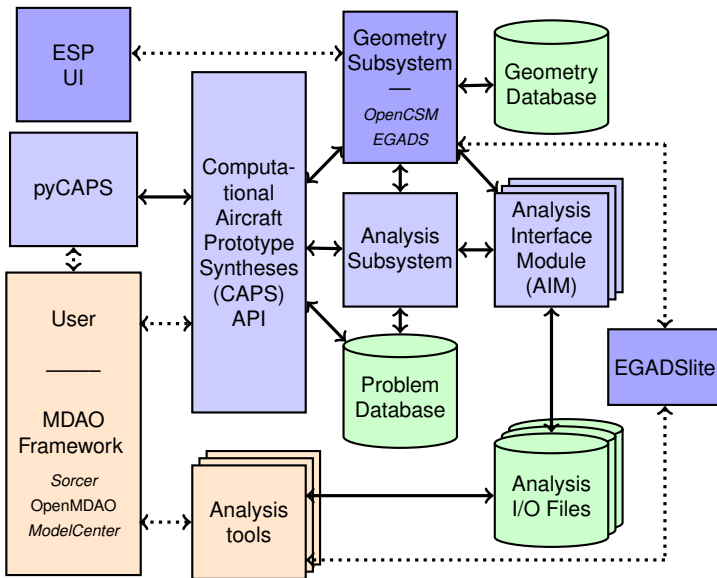 ESP
UI
Geometry
Subsystem
—
OpenCSM
EGADS
Geometry
Database
pyCAPS
Computa-
tional
Aircraft
Prototype
Syntheses
(CAPS)
API
Analysis
Subsystem
Analysis
Interface
Module
(AIM)
User
MDAO
Framework
Sorcer
OpenMDAO
ModelCenter
Problem
Database
EGADSlite
Analysis
tools
Analysis
I/O Files